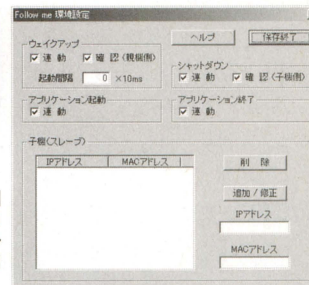 Follow me 環境設定
ヘルプ
保存終了
ウェイクアップ
連 動
確 認 (親機側)
起動間隔 0 ×10ms
シャットダウン
連 動
確 認 (子機側)
アプリケーション起動
連 動
アプリケーション終了
連 動
子機(スレーブ)
IPアドレス MACアドレス
削 除
追加 / 修正
IPアドレス
MACアドレス